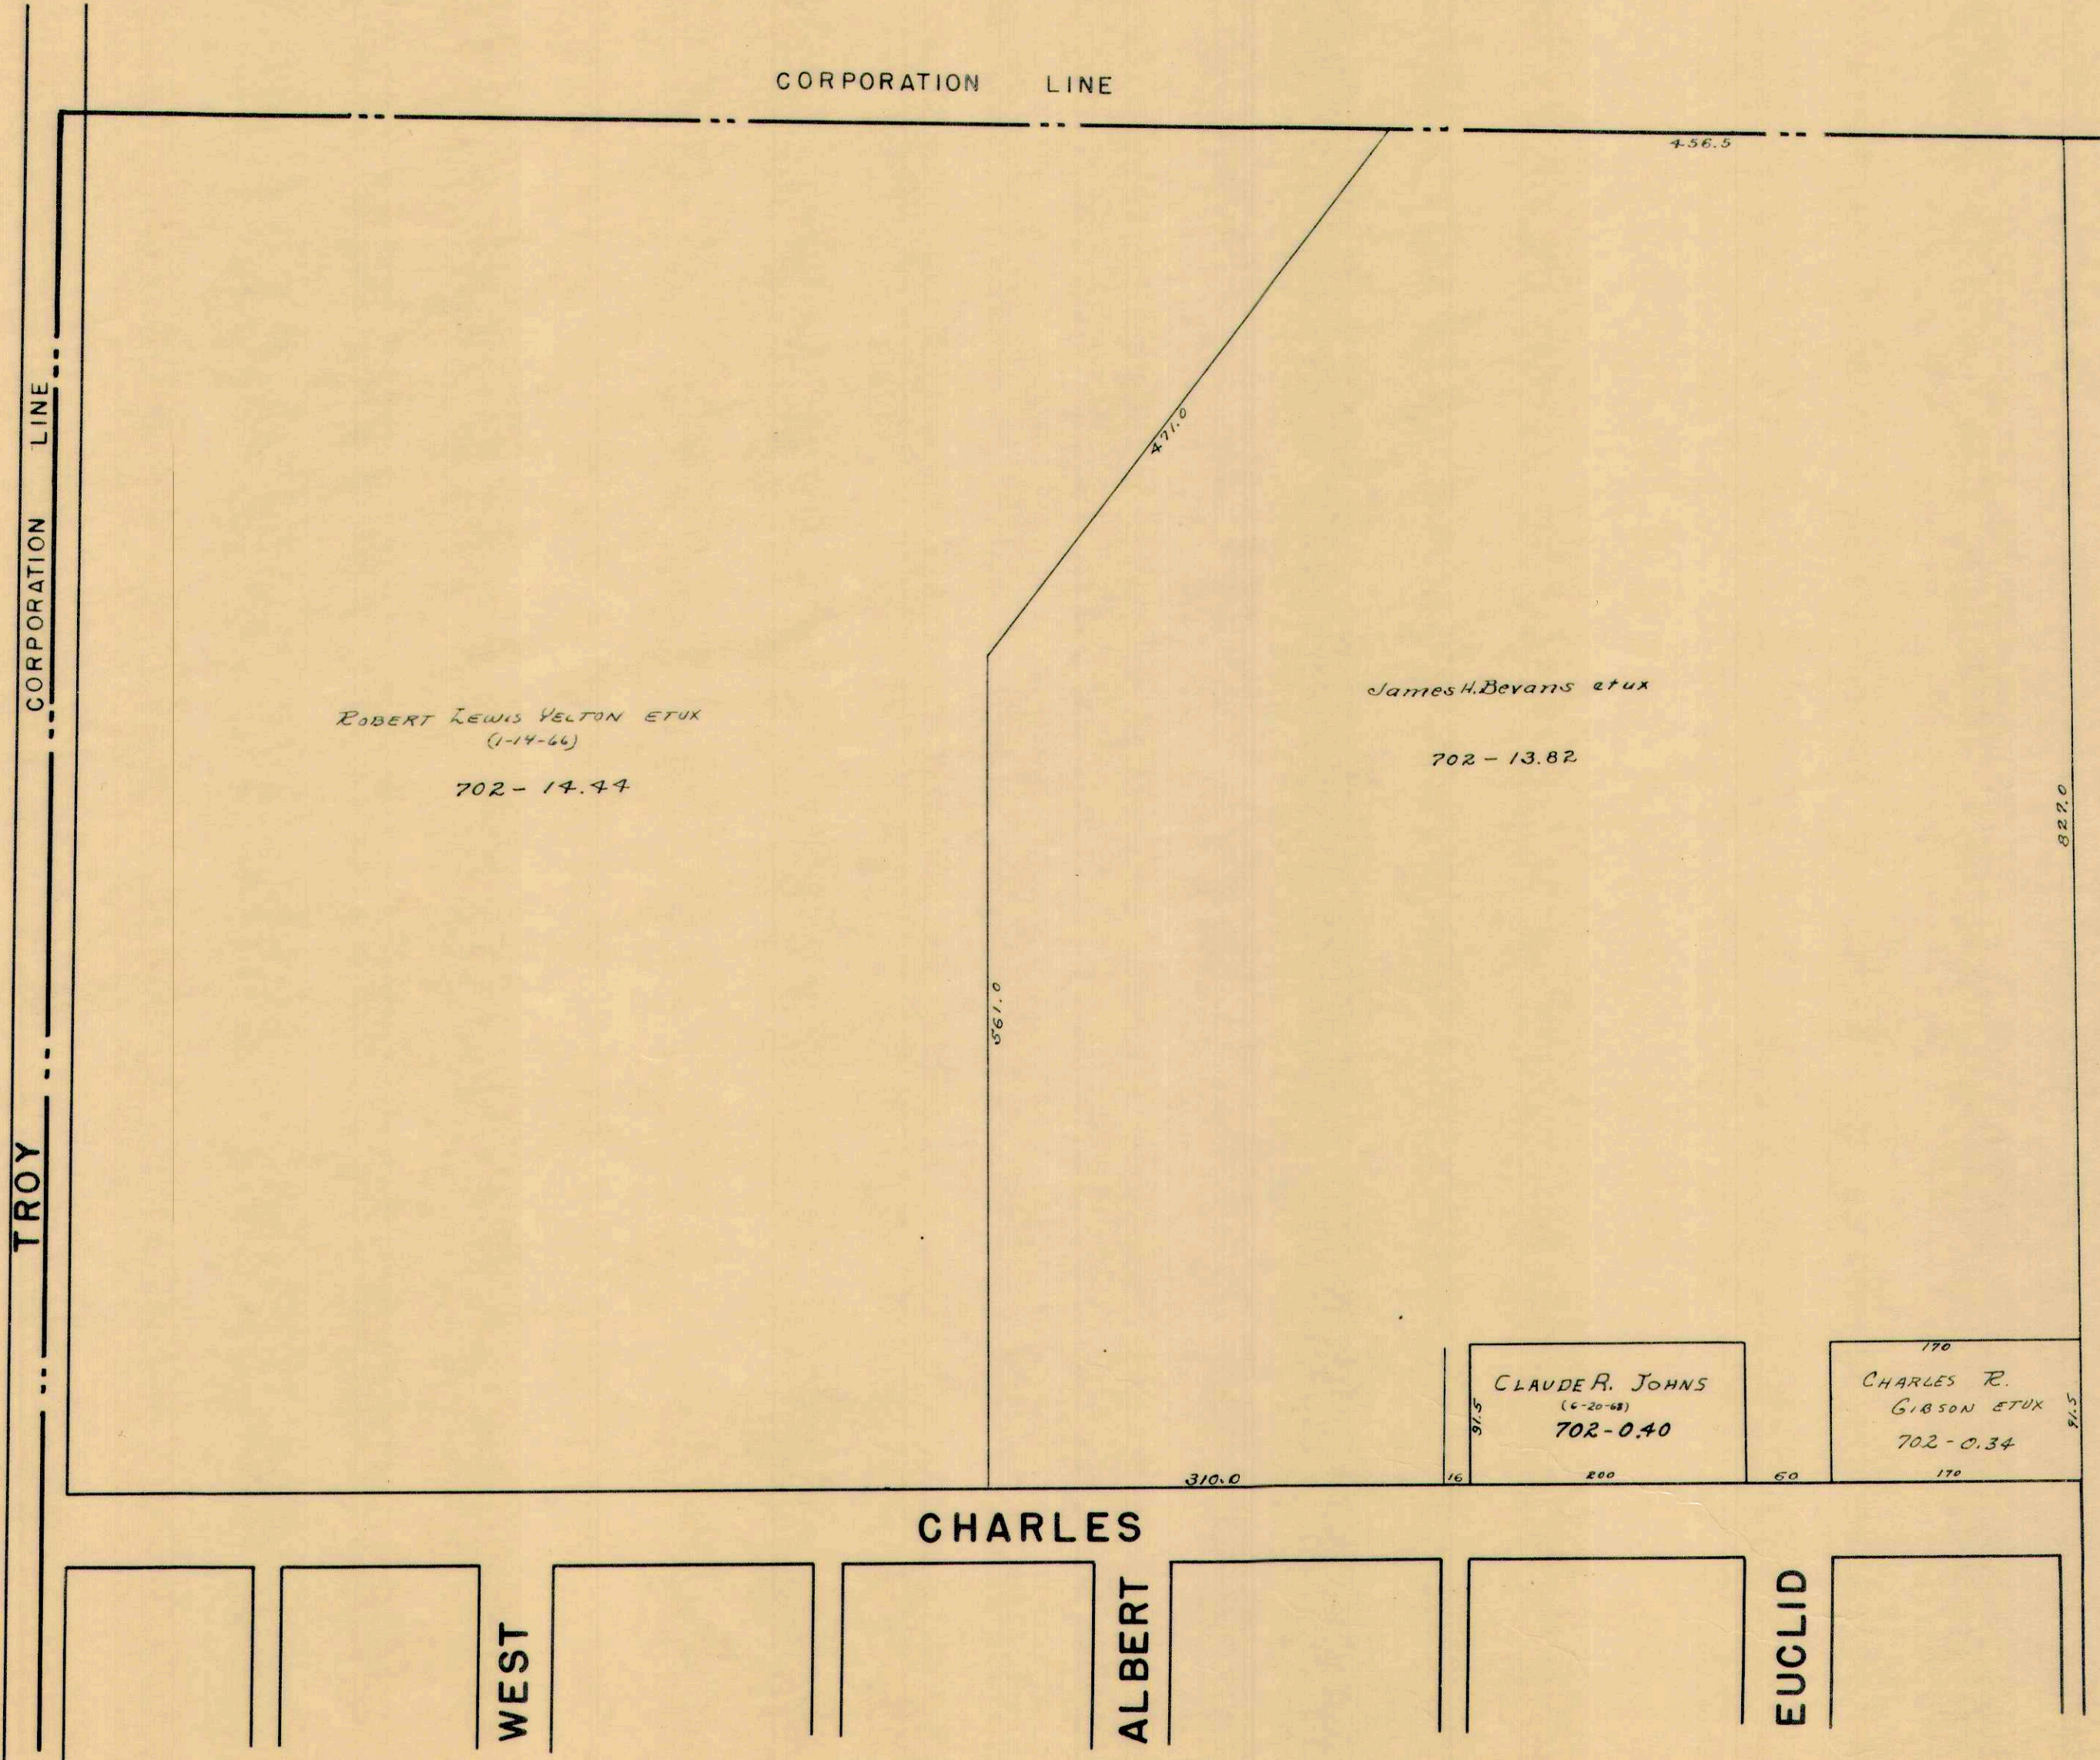 CORPORATION LINE
456.5
CORPORATION LINE
471.0
ROBERT LEWIS YELTON ETUX
(1-14-66)
702 - 14.44
James H. Bevans etux
702 - 13.82
827.0
561.0
TROY
CLAUDE R. JOHNS
(6-20-68)
702-0.40
91.5
200
170
CHARLES R.
GIBSON ETUX
702-0.34
91.5
170
310.0
16
60
CHARLES
WEST
ALBERT
EUCLID